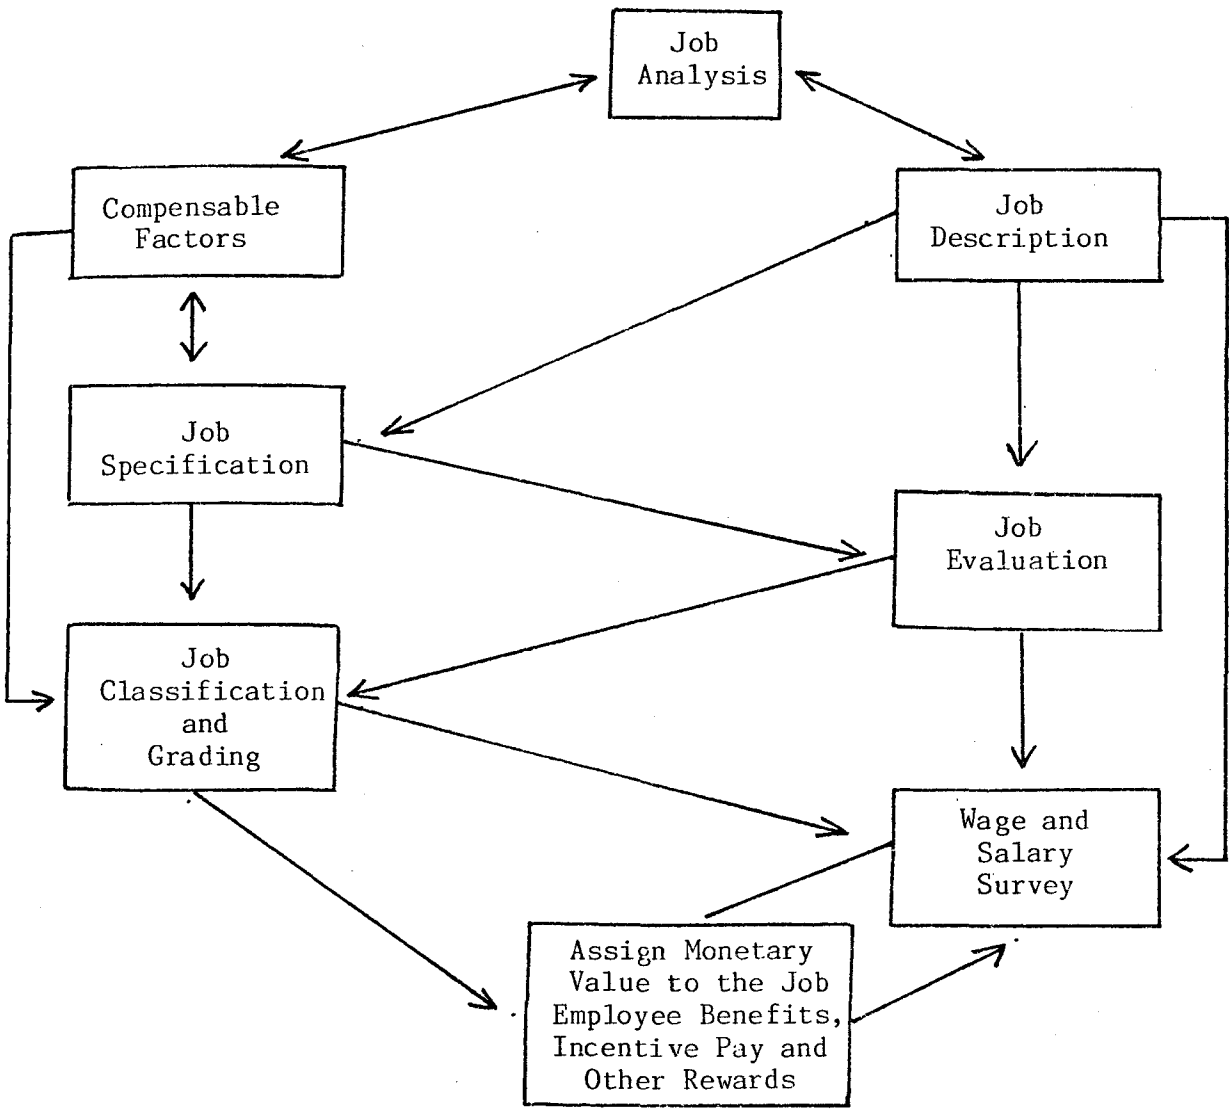 Job
Analysis
Compensable
Factors
Job
Description
Job
Specification
Job
Evaluation
Job
Classification
and
Grading
Wage and
Salary
Survey
Assign Monetary
Value to the Job
Employee Benefits,
Incentive Pay and
Other Rewards